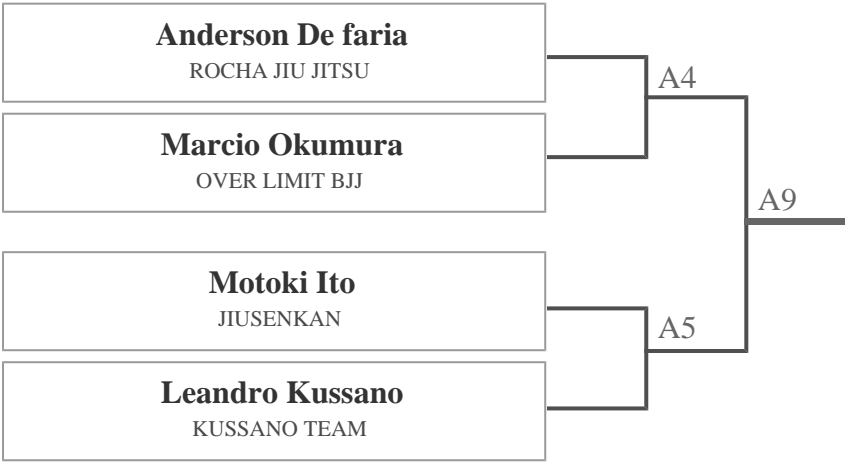 Anderson De faria
ROCHA JIU JITSU
A4
Marcio Okumura
OVER LIMIT BJJ
A9
Motoki Ito
JIUSENKAN
A5
Leandro Kussano
KUSSANO TEAM